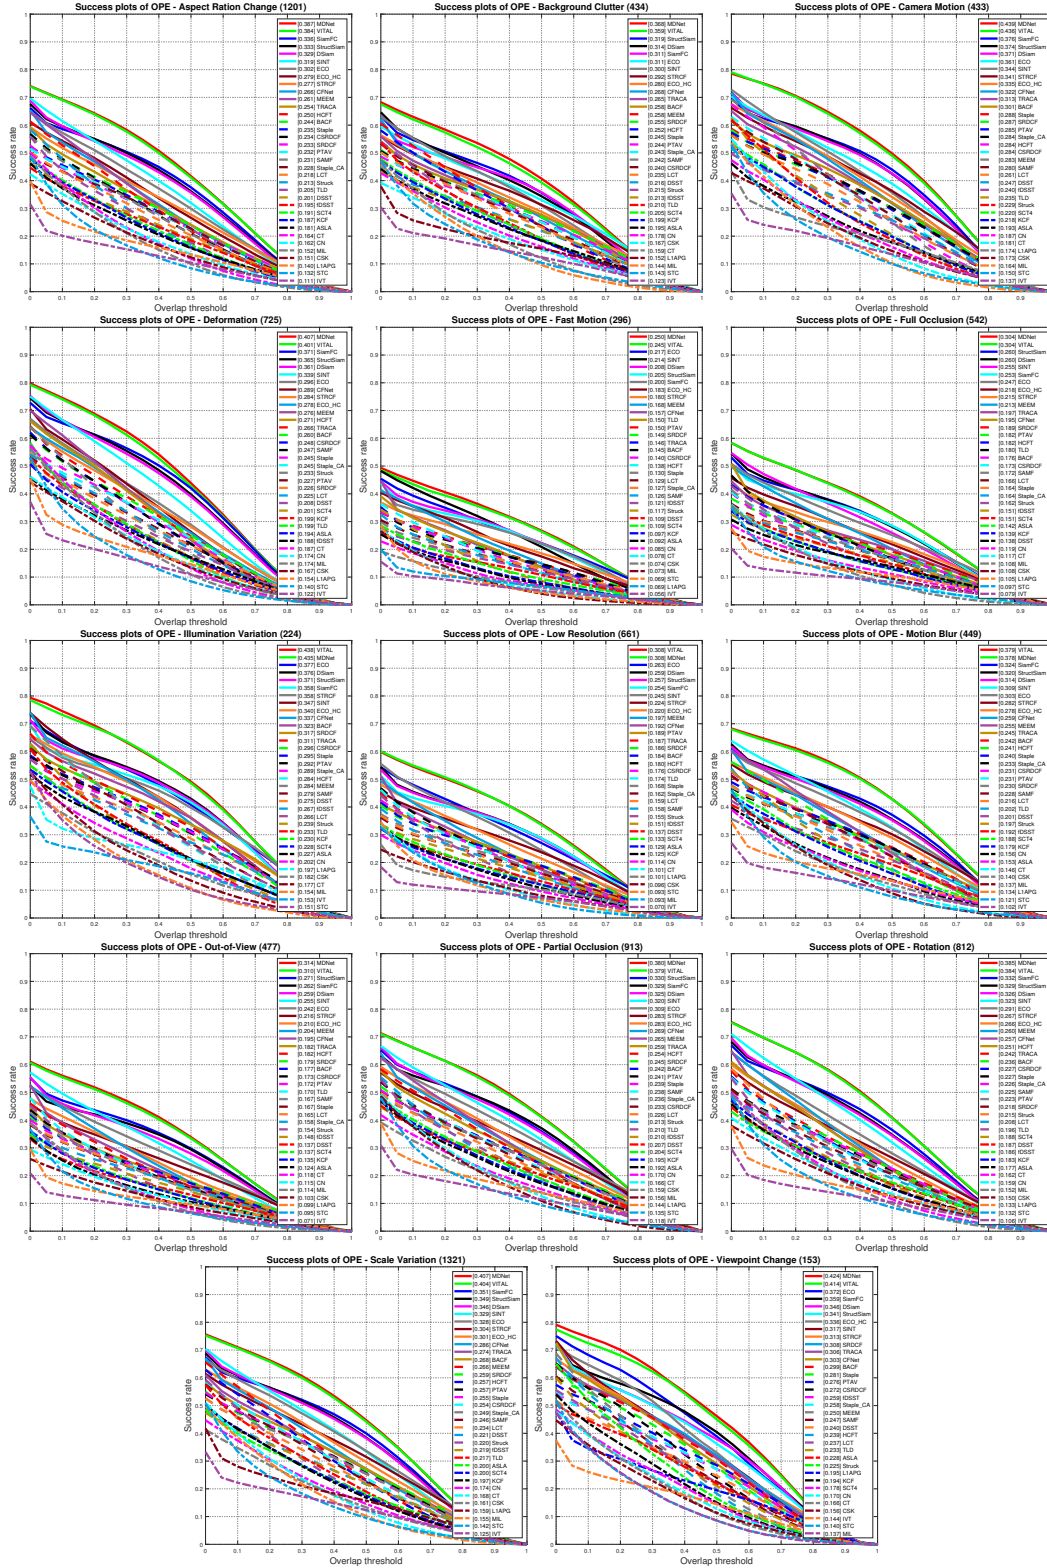 Success plots of OPE - Aspect Ration Change (1201)
[0.387] MDNet
[0.384] VITAL
[0.336] SiamFC
[0.333] StructSiam
[0.329] DSiam
[0.319] SINT
[0.302] ECO
[0.279] ECO_HC
[0.277] STRCF
[0.266] CFNet
[0.261] MEEM
[0.254] TRACA
[0.250] HCFT
[0.244] BACF
[0.235] Staple
[0.234] CSRDCF
[0.233] SRDCF
[0.232] PTAV
[0.231] SAMF
[0.226] Staple_CA
[0.218] LCT
[0.213] Struck
[0.205] TLD
[0.201] DSST
[0.195] fDSST
[0.191] SCT4
[0.187] KCF
[0.181] ASLA
[0.164] CT
[0.162] CN
[0.152] MIL
[0.151] CSK
[0.140] L1APG
[0.132] STC
[0.111] IVT
Success rate
Overlap threshold
Success plots of OPE - Background Clutter (434)
[0.368] MDNet
[0.359] VITAL
[0.319] StructSiam
[0.314] DSiam
[0.311] SiamFC
[0.311] ECO
[0.300] SINT
[0.292] STRCF
[0.280] ECO_HC
[0.268] CFNet
[0.265] TRACA
[0.258] BACF
[0.258] MEEM
[0.255] SRDCF
[0.252] HCFT
[0.245] Staple
[0.244] PTAV
[0.243] Staple_CA
[0.242] SAMF
[0.240] CSRDCF
[0.235] LCT
[0.216] DSST
[0.215] Struck
[0.213] fDSST
[0.210] TLD
[0.205] SCT4
[0.199] KCF
[0.195] ASLA
[0.178] CN
[0.167] CSK
[0.159] CT
[0.152] L1APG
[0.144] MIL
[0.143] STC
[0.123] IVT
Success rate
Overlap threshold
Success plots of OPE - Camera Motion (433)
[0.439] MDNet
[0.436] VITAL
[0.376] SiamFC
[0.374] StructSiam
[0.371] DSiam
[0.361] ECO
[0.344] SINT
[0.341] STRCF
[0.335] ECO_HC
[0.322] CFNet
[0.313] TRACA
[0.301] BACF
[0.288] Staple
[0.287] SRDCF
[0.285] PTAV
[0.284] Staple_CA
[0.284] HCFT
[0.284] CSRDCF
[0.283] MEEM
[0.280] SAMF
[0.261] LCT
[0.247] DSST
[0.240] fDSST
[0.235] TLD
[0.229] Struck
[0.220] SCT4
[0.218] KCF
[0.193] ASLA
[0.187] CN
[0.181] CT
[0.174] L1APG
[0.173] CSK
[0.164] MIL
[0.150] STC
[0.137] IVT
Success rate
Overlap threshold
Success plots of OPE - Deformation (725)
[0.407] MDNet
[0.401] VITAL
[0.371] SiamFC
[0.365] StructSiam
[0.361] DSiam
[0.339] SINT
[0.296] ECO
[0.289] CFNet
[0.284] STRCF
[0.278] ECO_HC
[0.276] MEEM
[0.271] HCFT
[0.266] TRACA
[0.260] BACF
[0.248] CSRDCF
[0.247] SAMF
[0.245] Staple
[0.245] Staple_CA
[0.233] Struck
[0.227] PTAV
[0.226] SRDCF
[0.225] LCT
[0.208] DSST
[0.201] SCT4
[0.199] KCF
[0.199] TLD
[0.194] ASLA
[0.188] fDSST
[0.187] CT
[0.174] CN
[0.174] MIL
[0.167] CSK
[0.154] L1APG
[0.140] STC
[0.122] IVT
Success rate
Overlap threshold
Success plots of OPE - Fast Motion (296)
[0.250] MDNet
[0.245] VITAL
[0.217] ECO
[0.214] SINT
[0.208] DSiam
[0.205] StructSiam
[0.200] SiamFC
[0.183] ECO_HC
[0.180] STRCF
[0.168] MEEM
[0.157] CFNet
[0.150] TLD
[0.150] PTAV
[0.149] SRDCF
[0.146] TRACA
[0.145] BACF
[0.140] CSRDCF
[0.138] HCFT
[0.130] Staple
[0.129] LCT
[0.127] Staple_CA
[0.126] SAMF
[0.121] fDSST
[0.117] Struck
[0.109] DSST
[0.109] SCT4
[0.097] KCF
[0.092] ASLA
[0.085] CN
[0.078] CT
[0.074] CSK
[0.073] MIL
[0.069] STC
[0.069] L1APG
[0.056] IVT
Success rate
Overlap threshold
Success plots of OPE - Full Occlusion (542)
[0.304] MDNet
[0.304] VITAL
[0.260] StructSiam
[0.260] DSiam
[0.255] SINT
[0.253] SiamFC
[0.247] ECO
[0.218] ECO_HC
[0.215] STRCF
[0.213] MEEM
[0.197] TRACA
[0.195] CFNet
[0.189] SRDCF
[0.182] PTAV
[0.182] HCFT
[0.180] TLD
[0.176] BACF
[0.173] CSRDCF
[0.172] SAMF
[0.166] LCT
[0.164] Staple
[0.164] Staple_CA
[0.162] Struck
[0.151] fDSST
[0.151] SCT4
[0.142] ASLA
[0.139] KCF
[0.138] DSST
[0.119] CN
[0.117] CT
[0.108] MIL
[0.108] CSK
[0.105] L1APG
[0.097] STC
[0.079] IVT
Success rate
Overlap threshold
Success plots of OPE - Illumination Variation (224)
[0.438] VITAL
[0.435] MDNet
[0.377] ECO
[0.376] DSiam
[0.371] StructSiam
[0.358] SiamFC
[0.358] STRCF
[0.347] SINT
[0.340] ECO_HC
[0.337] CFNet
[0.323] BACF
[0.317] SRDCF
[0.311] TRACA
[0.296] CSRDCF
[0.295] Staple
[0.292] PTAV
[0.289] Staple_CA
[0.284] HCFT
[0.284] MEEM
[0.279] SAMF
[0.275] DSST
[0.267] fDSST
[0.266] LCT
[0.239] Struck
[0.233] TLD
[0.230] KCF
[0.228] SCT4
[0.227] ASLA
[0.202] CN
[0.197] L1APG
[0.182] CSK
[0.177] CT
[0.154] MIL
[0.153] IVT
[0.151] STC
Success rate
Overlap threshold
Success plots of OPE - Low Resolution (661)
[0.308] VITAL
[0.308] MDNet
[0.263] ECO
[0.259] DSiam
[0.257] StructSiam
[0.254] SiamFC
[0.245] SINT
[0.224] STRCF
[0.220] ECO_HC
[0.197] MEEM
[0.192] CFNet
[0.189] PTAV
[0.187] TRACA
[0.186] SRDCF
[0.184] BACF
[0.180] HCFT
[0.176] CSRDCF
[0.174] TLD
[0.168] Staple
[0.162] Staple_CA
[0.159] LCT
[0.158] SAMF
[0.155] Struck
[0.151] fDSST
[0.137] DSST
[0.133] SCT4
[0.129] ASLA
[0.125] KCF
[0.114] CN
[0.101] CT
[0.101] L1APG
[0.096] CSK
[0.093] STC
[0.093] MIL
[0.070] IVT
Success rate
Overlap threshold
Success plots of OPE - Motion Blur (449)
[0.379] VITAL
[0.378] MDNet
[0.324] SiamFC
[0.320] StructSiam
[0.314] DSiam
[0.309] SINT
[0.303] ECO
[0.282] STRCF
[0.278] ECO_HC
[0.259] CFNet
[0.255] MEEM
[0.245] TRACA
[0.242] BACF
[0.241] HCFT
[0.240] Staple
[0.233] Staple_CA
[0.231] CSRDCF
[0.231] PTAV
[0.230] SRDCF
[0.228] SAMF
[0.216] LCT
[0.202] TLD
[0.201] DSST
[0.197] Struck
[0.192] fDSST
[0.186] SCT4
[0.179] KCF
[0.156] CN
[0.153] ASLA
[0.146] CT
[0.140] CSK
[0.137] MIL
[0.134] L1APG
[0.121] STC
[0.102] IVT
Success rate
Overlap threshold
Success plots of OPE - Out-of-View (477)
[0.314] MDNet
[0.310] VITAL
[0.271] StructSiam
[0.262] SiamFC
[0.259] DSiam
[0.255] SINT
[0.242] ECO
[0.216] STRCF
[0.210] ECO_HC
[0.204] MEEM
[0.195] CFNet
[0.182] TRACA
[0.182] HCFT
[0.179] SRDCF
[0.177] BACF
[0.173] CSRDCF
[0.172] PTAV
[0.170] TLD
[0.167] SAMF
[0.167] Staple
[0.165] LCT
[0.158] Staple_CA
[0.154] Struck
[0.148] fDSST
[0.137] DSST
[0.137] SCT4
[0.135] KCF
[0.124] ASLA
[0.118] CT
[0.115] CN
[0.114] MIL
[0.103] CSK
[0.099] L1APG
[0.095] STC
[0.071] IVT
Success rate
Overlap threshold
Success plots of OPE - Partial Occlusion (913)
[0.380] MDNet
[0.379] VITAL
[0.330] StructSiam
[0.329] SiamFC
[0.325] DSiam
[0.320] SINT
[0.309] ECO
[0.283] STRCF
[0.283] ECO_HC
[0.269] CFNet
[0.265] MEEM
[0.259] TRACA
[0.254] HCFT
[0.245] SRDCF
[0.242] BACF
[0.241] PTAV
[0.239] Staple
[0.238] SAMF
[0.236] Staple_CA
[0.233] CSRDCF
[0.226] LCT
[0.213] Struck
[0.210] TLD
[0.210] fDSST
[0.207] DSST
[0.204] SCT4
[0.195] KCF
[0.192] ASLA
[0.170] CN
[0.166] CT
[0.159] CSK
[0.156] MIL
[0.144] L1APG
[0.135] STC
[0.118] IVT
Success rate
Overlap threshold
Success plots of OPE - Rotation (812)
[0.385] MDNet
[0.384] VITAL
[0.332] SiamFC
[0.329] StructSiam
[0.326] DSiam
[0.323] SINT
[0.291] ECO
[0.267] STRCF
[0.266] ECO_HC
[0.260] MEEM
[0.257] CFNet
[0.251] HCFT
[0.242] TRACA
[0.236] BACF
[0.227] CSRDCF
[0.227] Staple
[0.226] Staple_CA
[0.225] SAMF
[0.223] PTAV
[0.218] SRDCF
[0.215] Struck
[0.208] LCT
[0.196] TLD
[0.188] SCT4
[0.187] DSST
[0.186] fDSST
[0.183] KCF
[0.177] ASLA
[0.162] CT
[0.159] CN
[0.152] MIL
[0.150] CSK
[0.133] L1APG
[0.132] STC
[0.106] IVT
Success rate
Overlap threshold
Success plots of OPE - Scale Variation (1321)
[0.407] MDNet
[0.404] VITAL
[0.351] SiamFC
[0.349] StructSiam
[0.346] DSiam
[0.329] SINT
[0.328] ECO
[0.304] STRCF
[0.301] ECO_HC
[0.286] CFNet
[0.274] TRACA
[0.268] BACF
[0.266] MEEM
[0.259] SRDCF
[0.257] HCFT
[0.257] PTAV
[0.255] Staple
[0.254] CSRDCF
[0.249] Staple_CA
[0.246] SAMF
[0.234] LCT
[0.221] DSST
[0.220] Struck
[0.219] fDSST
[0.217] TLD
[0.200] ASLA
[0.200] SCT4
[0.197] KCF
[0.174] CN
[0.168] CT
[0.161] CSK
[0.159] L1APG
[0.155] MIL
[0.142] STC
[0.125] IVT
Success rate
Overlap threshold
Success plots of OPE - Viewpoint Change (153)
[0.424] MDNet
[0.414] VITAL
[0.372] ECO
[0.359] SiamFC
[0.346] DSiam
[0.341] StructSiam
[0.336] ECO_HC
[0.317] SINT
[0.313] STRCF
[0.308] SRDCF
[0.306] TRACA
[0.303] CFNet
[0.299] BACF
[0.281] Staple
[0.276] PTAV
[0.272] CSRDCF
[0.259] fDSST
[0.258] Staple_CA
[0.250] MEEM
[0.247] SAMF
[0.240] DSST
[0.239] HCFT
[0.237] LCT
[0.233] TLD
[0.228] ASLA
[0.225] Struck
[0.195] L1APG
[0.194] KCF
[0.178] SCT4
[0.170] CN
[0.166] CT
[0.156] CSK
[0.144] IVT
[0.140] STC
[0.137] MIL
Success rate
Overlap threshold